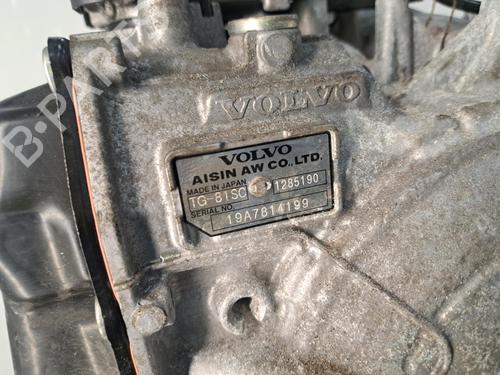 VOLVO
VOLVO
AISIN AW CO., LTD.
MADE IN JAPAN
TG-81SC 1285190
SERIAL NO.
19A7814199
B-PARTS